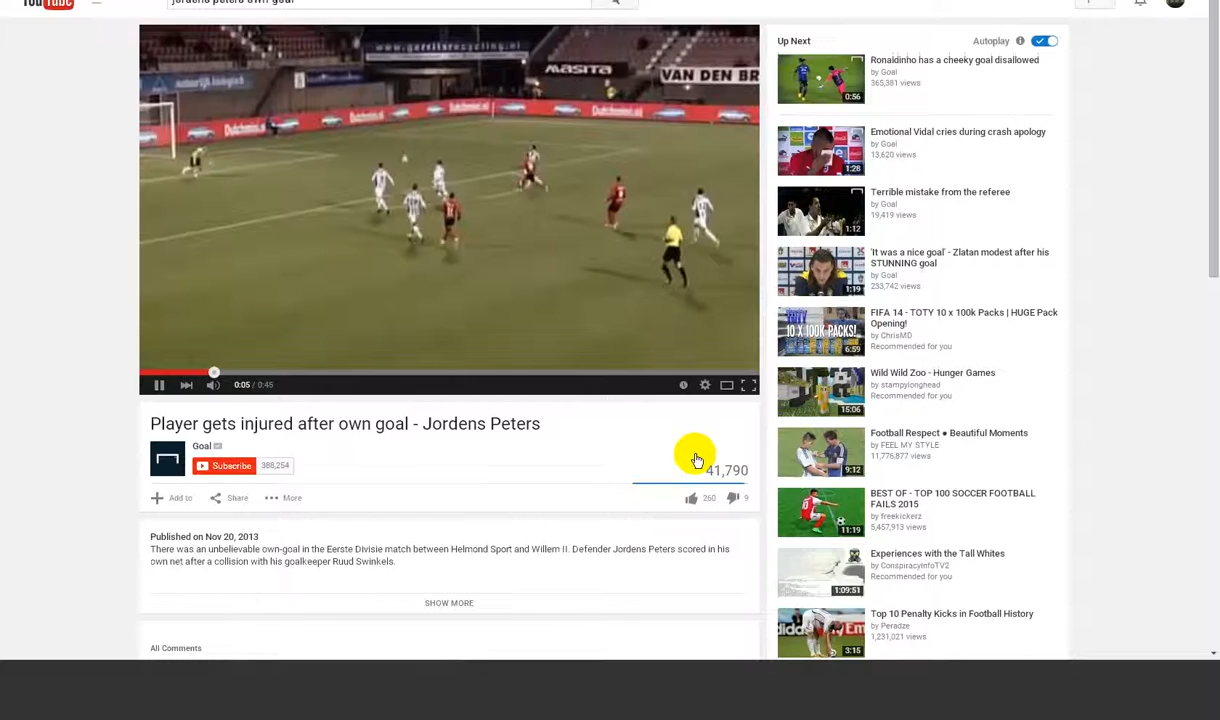 www.gevitsrecycling.nl
MASITA
VAN DEN BR
Dutchmini.nl
0:05 / 0:45
Player gets injured after own goal - Jordens Peters
Goal
Subscribe 388,254
41,790
Add to Share More 260 9
Published on Nov 20, 2013
There was an unbelievable own-goal in the Eerste Divisie match between Helmond Sport and Willem II. Defender Jordens Peters scored in his
own net after a collision with his goalkeeper Ruud Swinkels.
SHOW MORE
All Comments
Up Next Autoplay
Ronaldinho has a cheeky goal disallowed
by Goal
365,381 views
0:56
Emotional Vidal cries during crash apology
by Goal
13,620 views
1:28
Terrible mistake from the referee
by Goal
19,419 views
1:12
'It was a nice goal' - Zlatan modest after his
STUNNING goal
by Goal
233,742 views
1:19
FIFA 14 - TOTY 10 x 100k Packs | HUGE Pack
Opening!
by ChrisMD
Recommended for you
10 X 100K PACKS!
6:59
Wild Wild Zoo - Hunger Games
by stampylonghead
Recommended for you
15:06
Football Respect ● Beautiful Moments
by FEEL MY STYLE
11,776,877 views
9:12
BEST OF - TOP 100 SOCCER FOOTBALL
FAILS 2015
by freekickerz
5,457,913 views
11:19
Experiences with the Tall Whites
by ConspiracyInfoTV2
Recommended for you
1:09:51
Top 10 Penalty Kicks in Football History
by Peradze
1,231,021 views
3:15